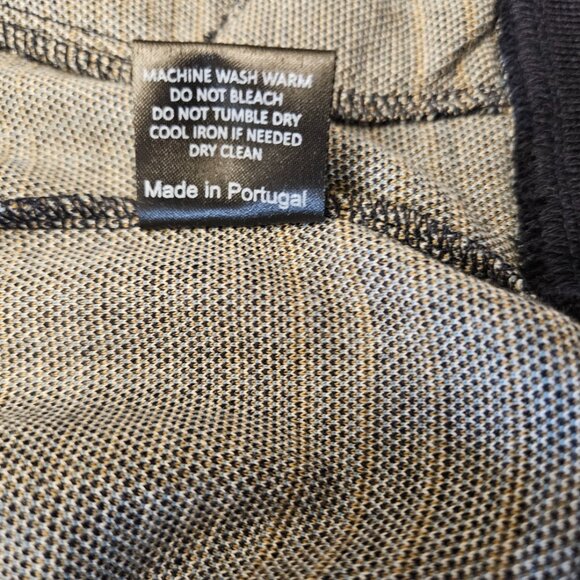 MACHINE WASH WARM
DO NOT BLEACH
DO NOT TUMBLE DRY
COOL IRON IF NEEDED
DRY CLEAN
Made in Portugal